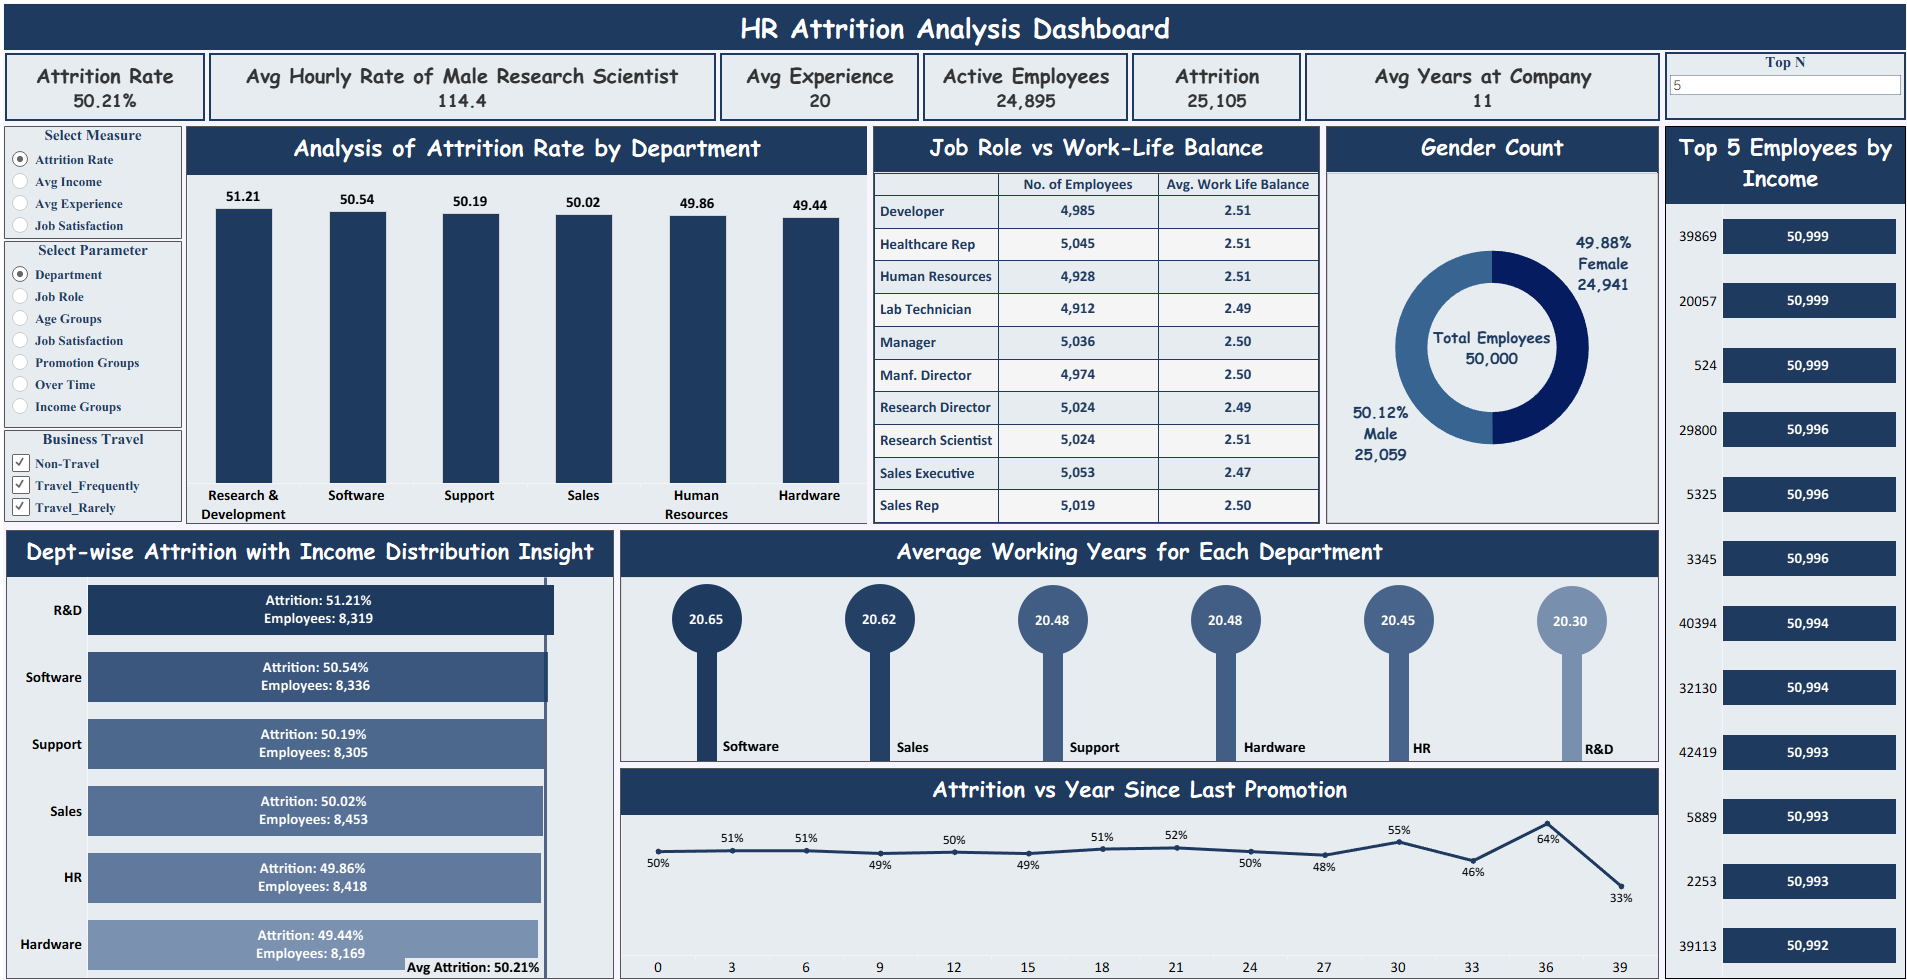 HR Attrition Analysis Dashboard
Attrition Rate
50.21%
Avg Hourly Rate of Male Research Scientist
114.4
Avg Experience
20
Active Employees
24,895
Attrition
25,105
Avg Years at Company
11
Top N
5
Select Measure
Attrition Rate
Avg Income
Avg Experience
Job Satisfaction
Select Parameter
Department
Job Role
Age Groups
Job Satisfaction
Promotion Groups
Over Time
Income Groups
Business Travel
Non-Travel
Travel_Frequently
Travel_Rarely
Analysis of Attrition Rate by Department
51.21
50.54
50.19
50.02
49.86
49.44
Research &
Development
Software
Support
Sales
Human
Resources
Hardware
Job Role vs Work-Life Balance
No. of Employees Avg. Work Life Balance
Developer 4,985 2.51
Healthcare Rep 5,045 2.51
Human Resources 4,928 2.51
Lab Technician 4,912 2.49
Manager 5,036 2.50
Manf. Director 4,974 2.50
Research Director 5,024 2.49
Research Scientist 5,024 2.51
Sales Executive 5,053 2.47
Sales Rep 5,019 2.50
Gender Count
49.88%
Female
24,941
Total Employees
50,000
50.12%
Male
25,059
Top 5 Employees by
Income
39869 50,999
20057 50,999
524 50,999
29800 50,996
5325 50,996
3345 50,996
40394 50,994
32130 50,994
42419 50,993
5889 50,993
2253 50,993
39113 50,992
Dept-wise Attrition with Income Distribution Insight
R&D
Attrition: 51.21%
Employees: 8,319
Software
Attrition: 50.54%
Employees: 8,336
Support
Attrition: 50.19%
Employees: 8,305
Sales
Attrition: 50.02%
Employees: 8,453
HR
Attrition: 49.86%
Employees: 8,418
Hardware
Attrition: 49.44%
Employees: 8,169
Avg Attrition: 50.21%
Average Working Years for Each Department
20.65
20.62
20.48
20.48
20.45
20.30
Software
Sales
Support
Hardware
HR
R&D
Attrition vs Year Since Last Promotion
50%
51%
51%
49%
50%
49%
51%
52%
50%
48%
55%
46%
64%
33%
0 3 6 9 12 15 18 21 24 27 30 33 36 39